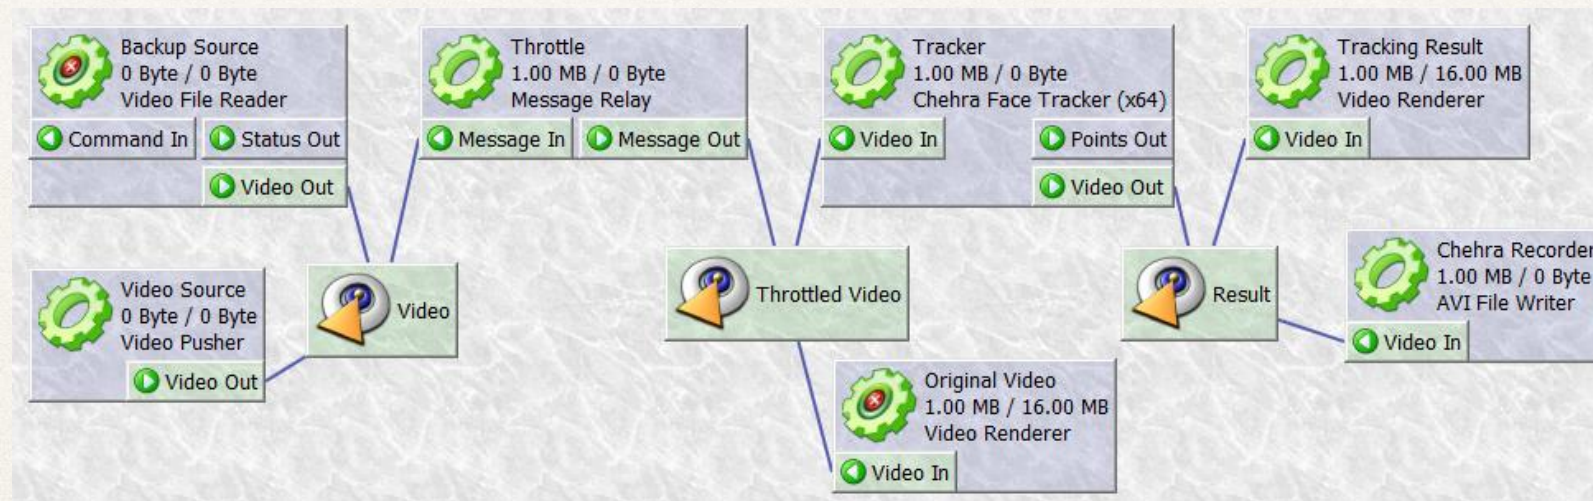 Backup Source
0 Byte / 0 Byte
Video File Reader
Command In
Status Out
Video Out
Throttle
1.00 MB / 0 Byte
Message Relay
Message In
Message Out
Tracker
1.00 MB / 0 Byte
Chehra Face Tracker (x64)
Video In
Points Out
Video Out
Tracking Result
1.00 MB / 16.00 MB
Video Renderer
Video In
Video Source
0 Byte / 0 Byte
Video Pusher
Video Out
Video
Throttled Video
Result
Chehra Recorder
1.00 MB / 0 Byte
AVI File Writer
Video In
Original Video
1.00 MB / 16.00 MB
Video Renderer
Video In